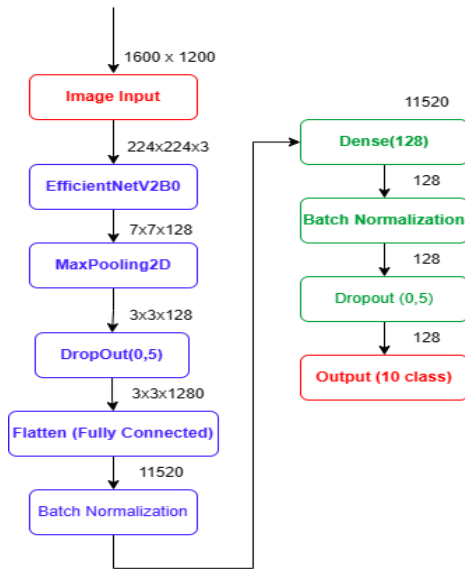 1600 x 1200
Image Input
224x224x3
EfficientNetV2B0
7x7x128
MaxPooling2D
3x3x128
DropOut(0,5)
3x3x1280
Flatten (Fully Connected)
11520
Batch Normalization
11520
Dense(128)
128
Batch Normalization
128
Dropout (0,5)
128
Output (10 class)